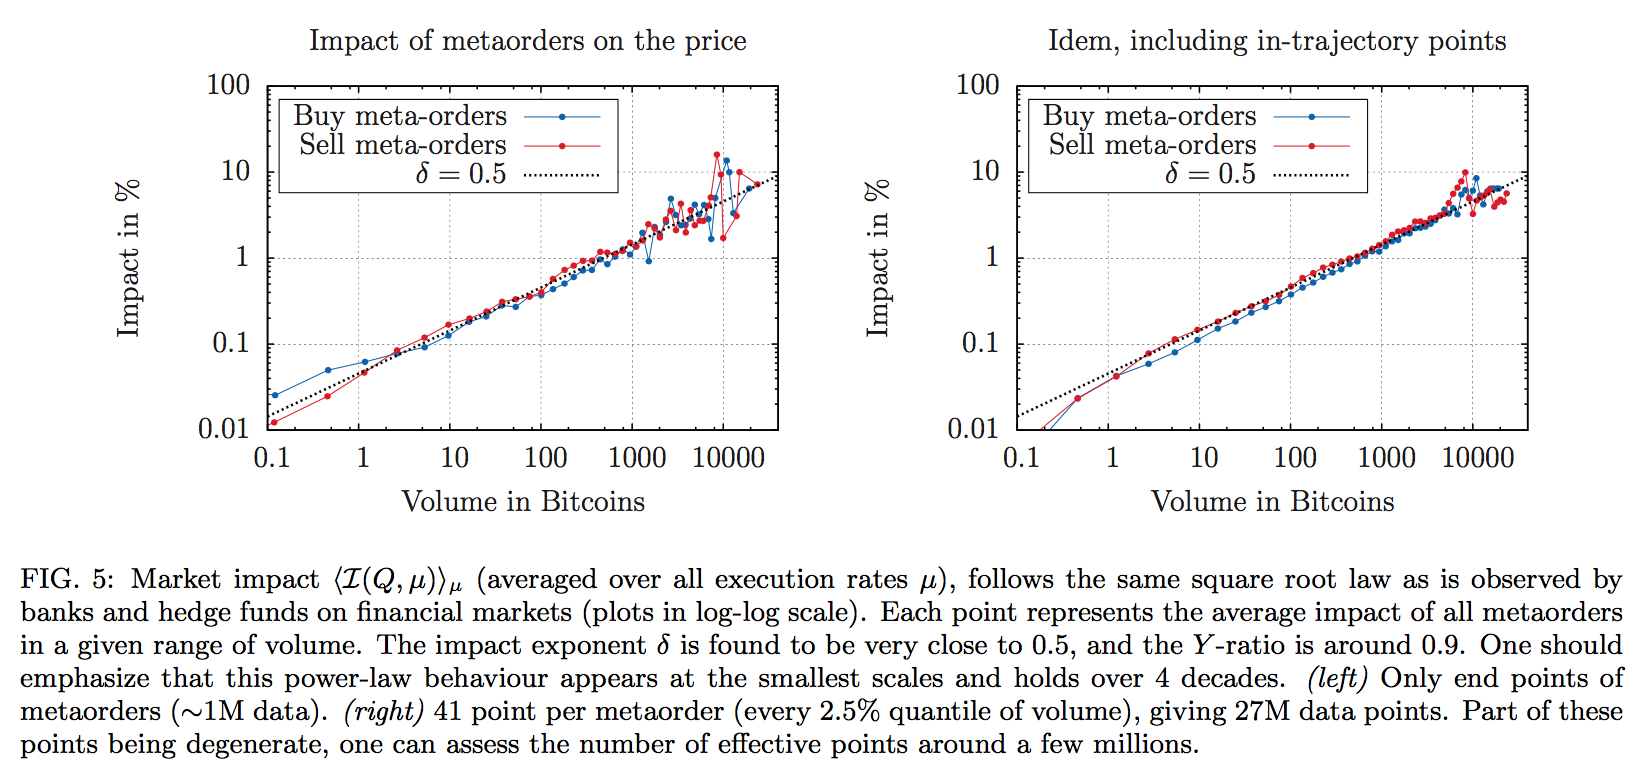 Impact of metaorders on the price
100
10
1
0.1
0.01
Impact in %
Buy meta-orders
Sell meta-orders
δ = 0.5
0.1 1 10 100 1000 10000
Volume in Bitcoins
Idem, including in-trajectory points
100
10
1
0.1
0.01
Impact in %
Buy meta-orders
Sell meta-orders
δ = 0.5
0.1 1 10 100 1000 10000
Volume in Bitcoins
FIG. 5: Market impact ⟨ℐ(Q, μ)⟩μ (averaged over all execution rates μ), follows the same square root law as is observed by
banks and hedge funds on financial markets (plots in log-log scale). Each point represents the average impact of all metaorders
in a given range of volume. The impact exponent δ is found to be very close to 0.5, and the Y-ratio is around 0.9. One should
emphasize that this power-law behaviour appears at the smallest scales and holds over 4 decades. (left) Only end points of
metaorders (∼1M data). (right) 41 point per metaorder (every 2.5% quantile of volume), giving 27M data points. Part of these
points being degenerate, one can assess the number of effective points around a few millions.